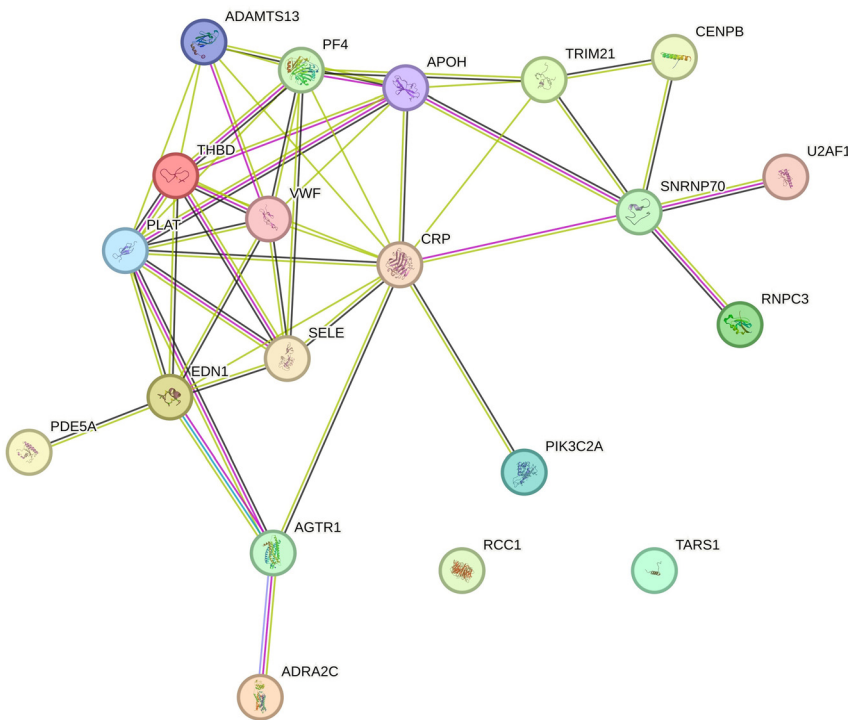 ADAMTS13
PF4
CENPB
APOH
TRIM21
THBD
U2AF1
VWF
SNRNP70
PLAT
CRP
RNPC3
SELE
EDN1
PDE5A
PIK3C2A
AGTR1
RCC1
TARS1
ADRA2C